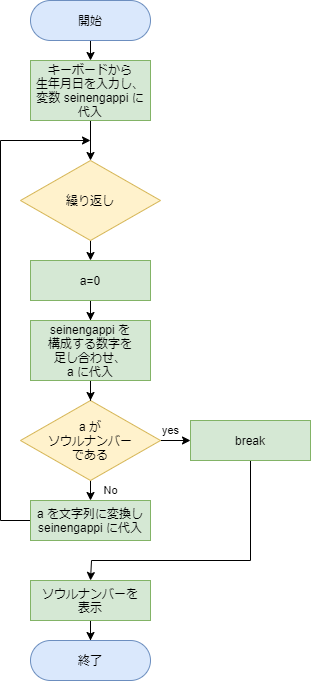 開始
キーボードから
生年月日を入力し、
変数 seinengappi に
代入
繰り返し
a=0
seinengappi を
構成する数字を
足し合わせ、
a に代入
a が
ソウルナンバー
である
yes
break
No
a を文字列に変換し
seinengappi に代入
ソウルナンバーを
表示
終了